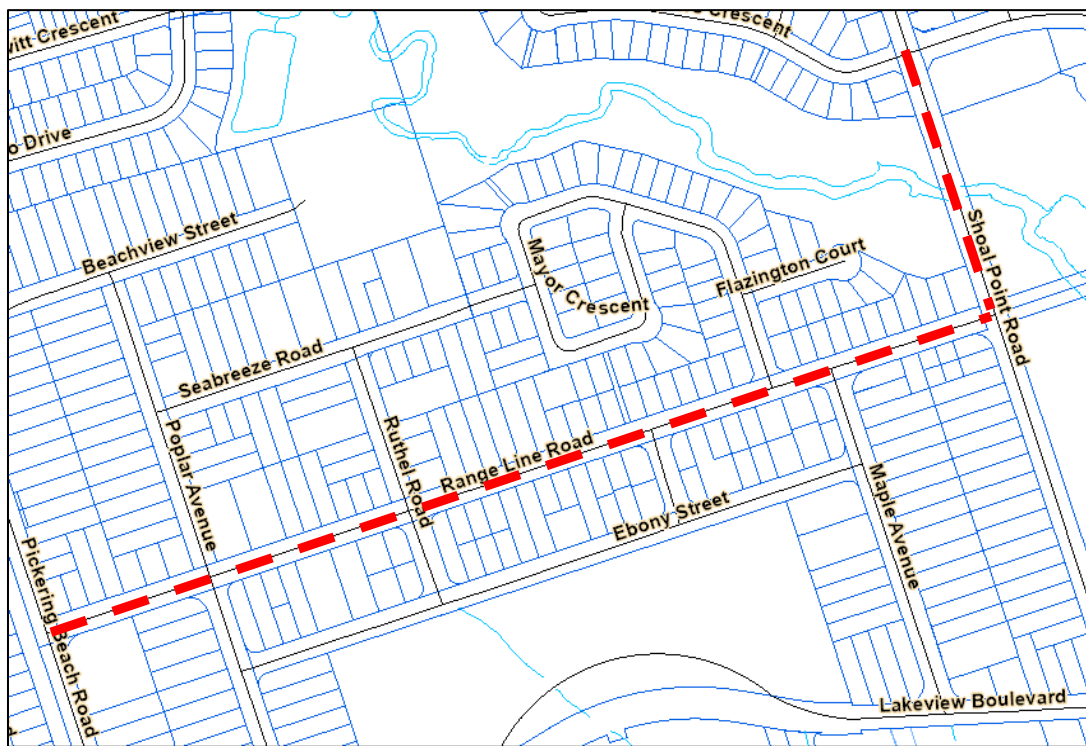 vitt Crescent
Crescent
o Drive
Beachview Street
Mayor Crescent
Flazington Court
Shoal Point Road
Seabreeze Road
Poplar Avenue
Ruthel Road
Range Line Road
Ebony Street
Maple Avenue
Pickering Beach Road
Lakeview Boulevard